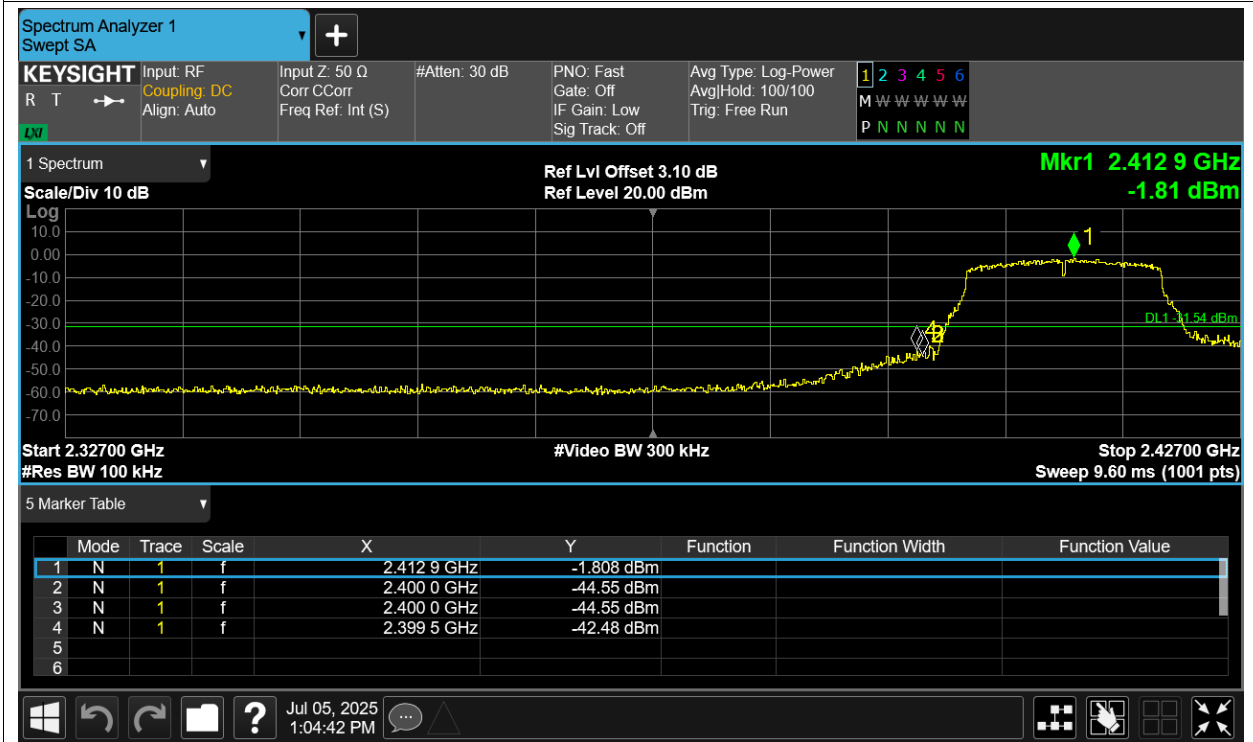 Spectrum Analyzer 1
Swept SA
KEYSIGHT
R T
LXI
Input: RF
Coupling: DC
Align: Auto
Input Z: 50 Ω
Corr CCorr
Freq Ref: Int (S)
#Atten: 30 dB
PNO: Fast
Gate: Off
IF Gain: Low
Sig Track: Off
Avg Type: Log-Power
Avg|Hold: 100/100
Trig: Free Run
1 2 3 4 5 6
M W W W W W W
P N N N N N N
1 Spectrum
Scale/Div 10 dB
Ref Lvl Offset 3.10 dB
Ref Level 20.00 dBm
Mkr1 2.412 9 GHz
-1.81 dBm
Log
10.0
0.00
-10.0
-20.0
-30.0
-40.0
-50.0
-60.0
-70.0
1
DL1 -31.54 dBm
Start 2.32700 GHz
#Video BW 300 kHz
Stop 2.42700 GHz
#Res BW 100 kHz
Sweep 9.60 ms (1001 pts)
5 Marker Table
Mode Trace Scale X Y Function Function Width Function Value
1 N 1 f 2.412 9 GHz -1.808 dBm
2 N 1 f 2.400 0 GHz -44.55 dBm
3 N 1 f 2.400 0 GHz -44.55 dBm
4 N 1 f 2.399 5 GHz -42.48 dBm
5
6
Jul 05, 2025
1:04:42 PM